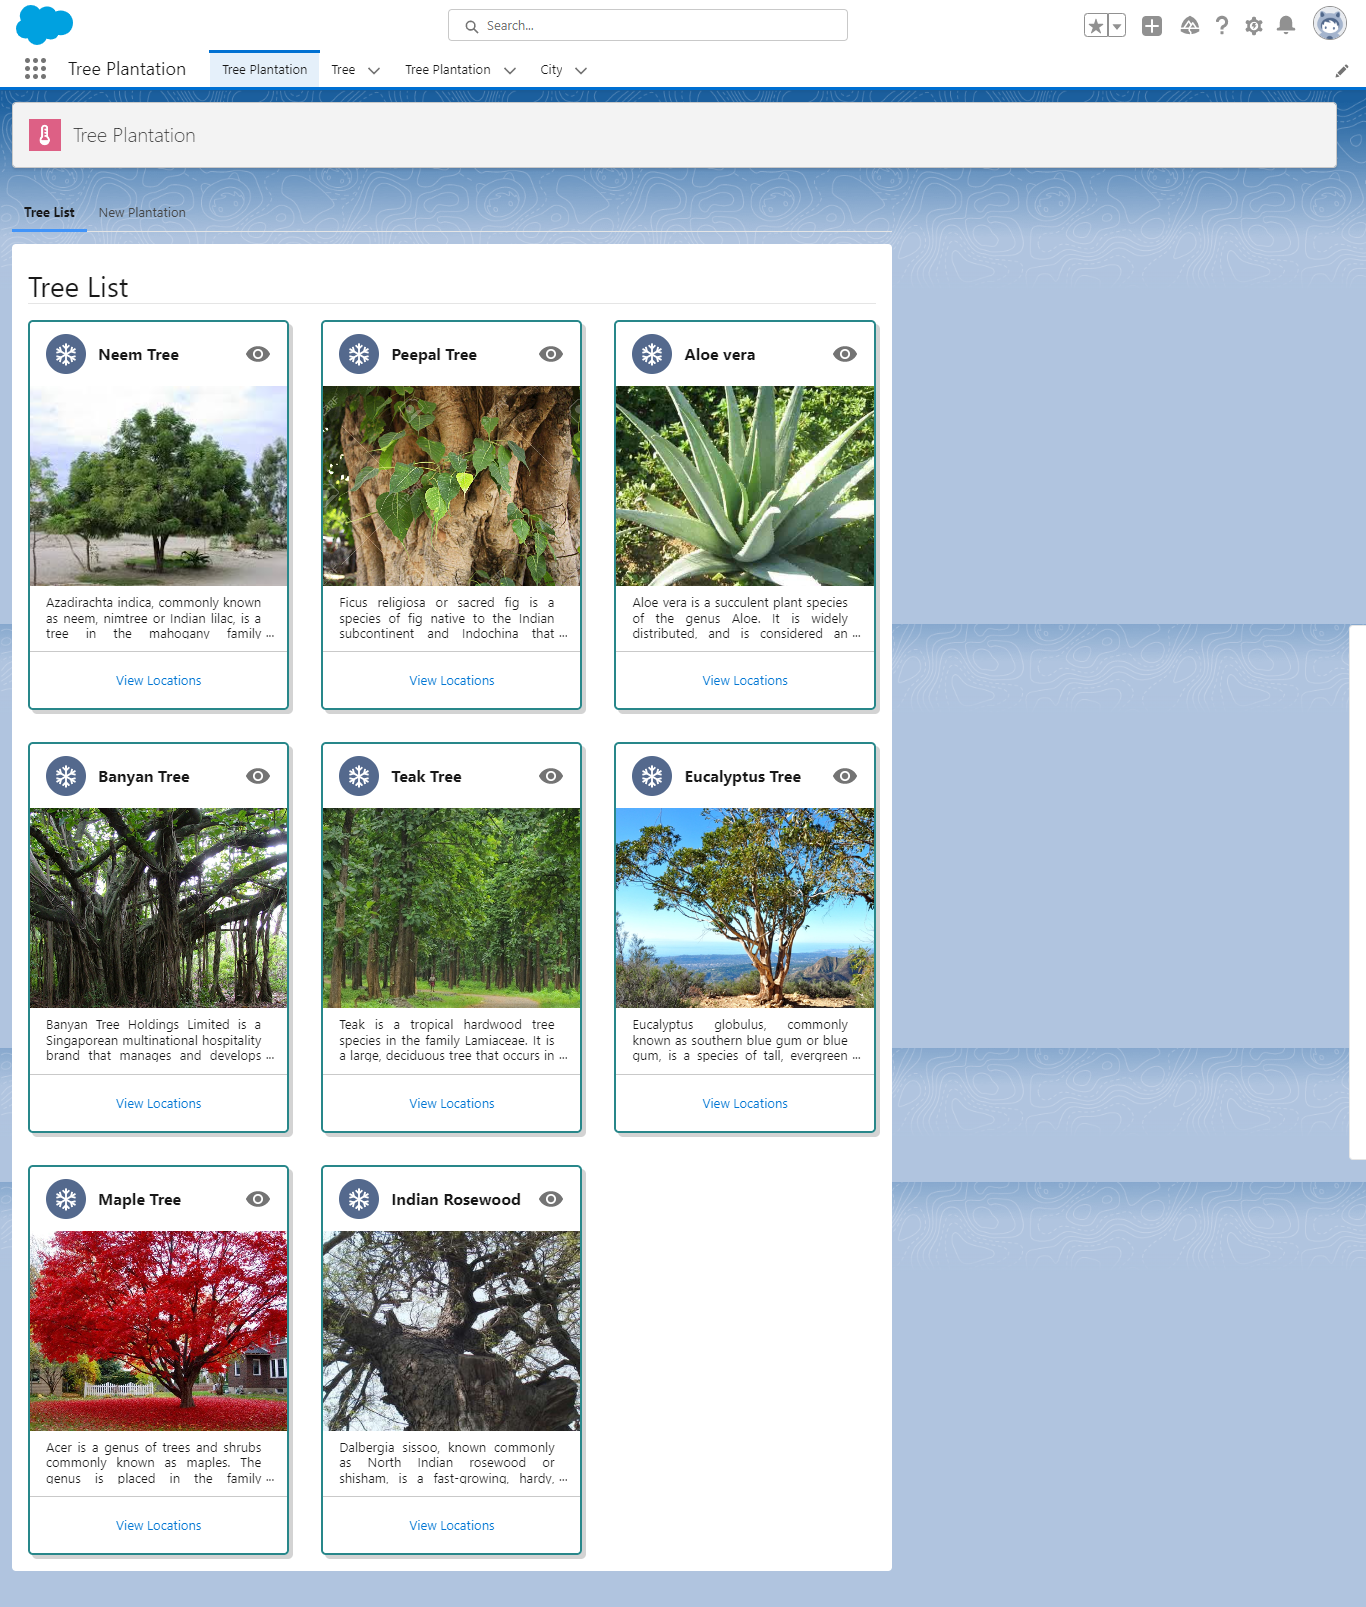 Search...
Tree Plantation
Tree Plantation
Tree
Tree Plantation
City
Tree Plantation
Tree List
New Plantation
Tree List
Neem Tree
Azadirachta indica, commonly known
as neem, nimtree or Indian lilac, is a
tree in the mahogany family...
View Locations
Peepal Tree
Ficus religiosa or sacred fig is a
species of fig native to the Indian
subcontinent and Indochina that...
View Locations
Aloe vera
Aloe vera is a succulent plant species
of the genus Aloe. It is widely
distributed, and is considered an...
View Locations
Banyan Tree
Banyan Tree Holdings Limited is a
Singaporean multinational hospitality
brand that manages and develops...
View Locations
Teak Tree
Teak is a tropical hardwood tree
species in the family Lamiaceae. It is
a large, deciduous tree that occurs in...
View Locations
Eucalyptus Tree
Eucalyptus globulus, commonly
known as southern blue gum or blue
gum, is a species of tall, evergreen...
View Locations
Maple Tree
Acer is a genus of trees and shrubs
commonly known as maples. The
genus is placed in the family...
View Locations
Indian Rosewood
Dalbergia sissoo, known commonly
as North Indian rosewood or
shisham, is a fast-growing, hardy,...
View Locations